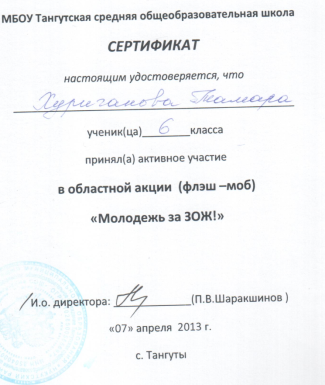 МБОУ Тангутская средняя общеобразовательная школа
СЕРТИФИКАТ
настоящим удостоверяется, что
Хуриганова Тамара
ученик(ца) 6 класса
принял(а) активное участие
в областной акции (флэш –моб)
«Молодежь за ЗОЖ!»
И.о. директора: (П.В.Шаракшинов )
«07» апреля 2013 г.
с. Тангуты